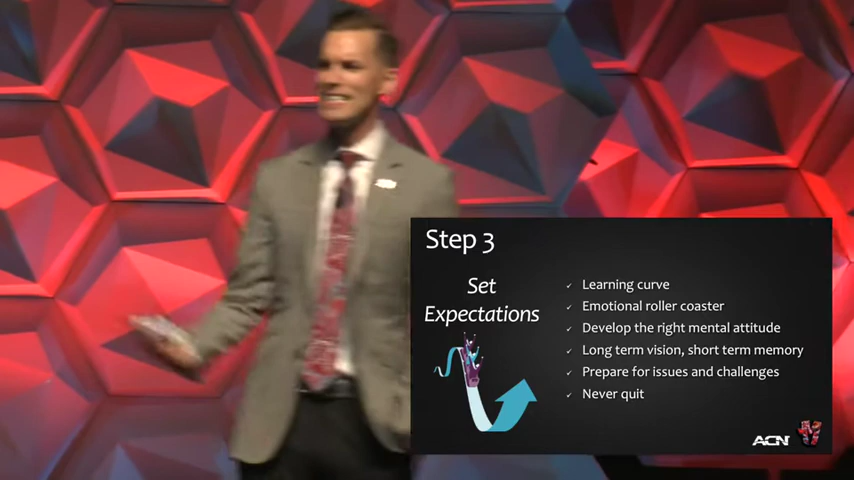 Step 3
Set
Expectations
Learning curve
Emotional roller coaster
Develop the right mental attitude
Long term vision, short term memory
Prepare for issues and challenges
Never quit
ACN